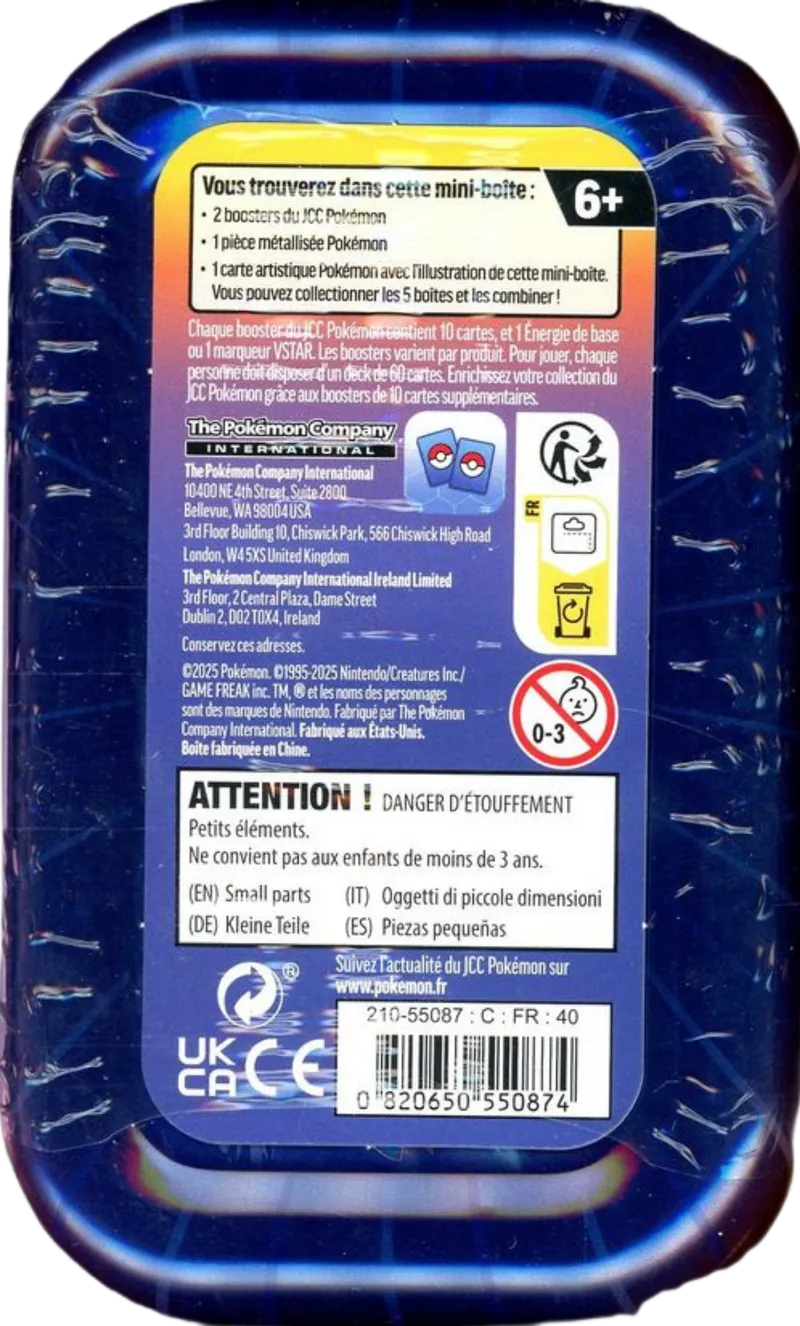 Vous trouverez dans cette mini-boîte :
6+
• 2 boosters du JCC Pokémon
• 1 pièce métallisée Pokémon
• 1 carte artistique Pokémon avec l'illustration de cette mini-boîte.
Vous pouvez collectionner les 5 boîtes et les combiner !
Chaque booster du JCC Pokémon contient 10 cartes, et 1 Énergie de base
ou 1 marqueur VSTAR. Les boosters varient par produit. Pour jouer, chaque
personne doit disposer d'un deck de 60 cartes. Enrichissez votre collection du
JCC Pokémon grâce aux boosters de 10 cartes supplémentaires.
The Pokémon Company
INTERNATIONAL
The Pokémon Company International
10400 NE 4th Street, Suite 2800
Bellevue, WA 98004 USA
3rd Floor Building 10, Chiswick Park, 566 Chiswick High Road
London, W4 5XS United Kingdom
The Pokémon Company International Ireland Limited
3rd Floor, 2 Central Plaza, Dame Street
Dublin 2, D02 T0X4, Ireland
Conservez ces adresses.
FR
©2025 Pokémon. ©1995-2025 Nintendo/Creatures Inc./
GAME FREAK inc. TM, ® et les noms des personnages
sont des marques de Nintendo. Fabriqué par The Pokémon
Company International. Fabriqué aux États-Unis.
Boîte fabriquée en Chine.
0-3
ATTENTION ! DANGER D'ÉTOUFFEMENT
Petits éléments.
Ne convient pas aux enfants de moins de 3 ans.
(EN) Small parts (IT) Oggetti di piccole dimensioni
(DE) Kleine Teile (ES) Piezas pequeñas
®
Suivez l'actualité du JCC Pokémon sur
www.pokemon.fr
UK
CA CE
210-55087 : C : FR : 40
0 820650 550874